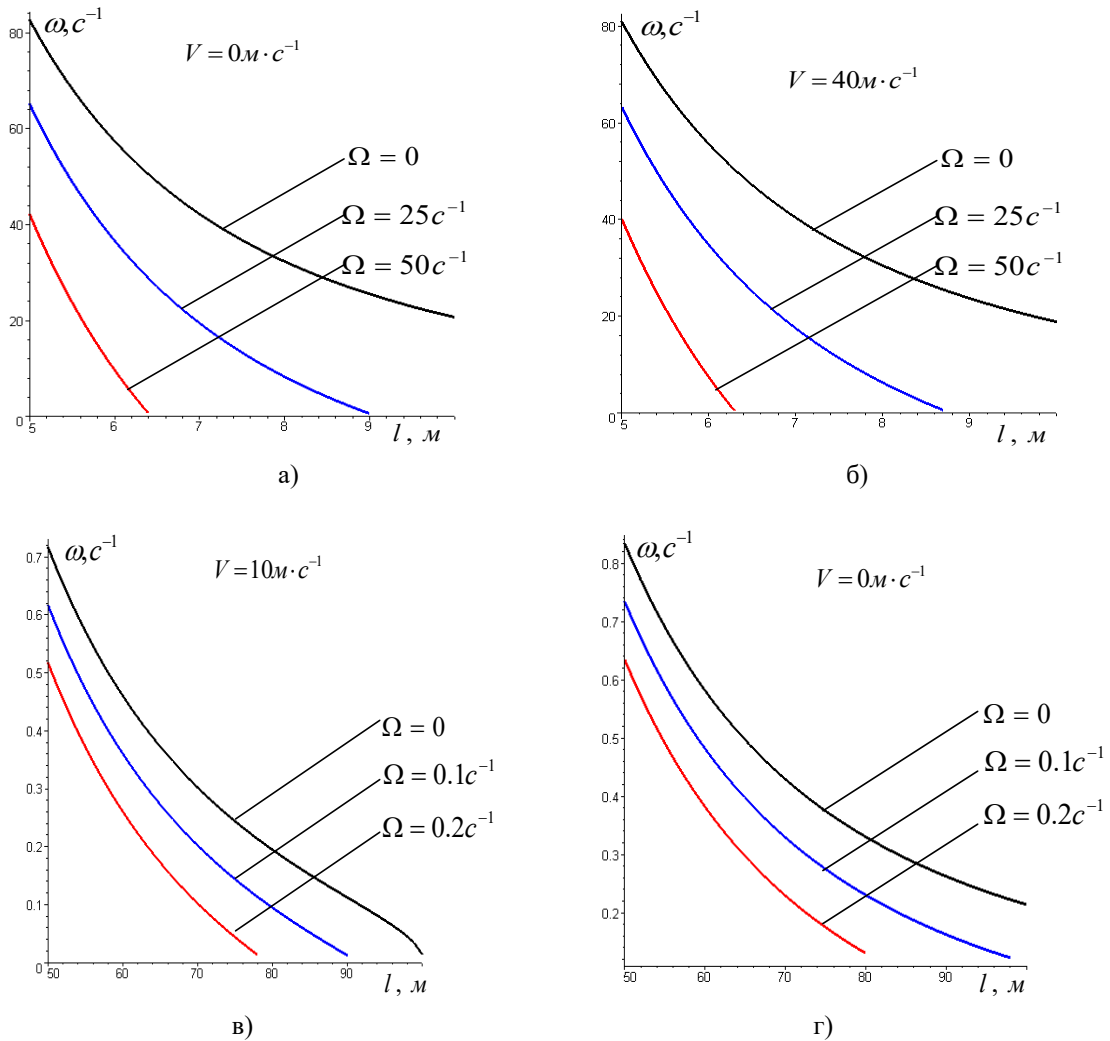 ω, c⁻¹
V = 0м·c⁻¹
Ω = 0
Ω = 25c⁻¹
Ω = 50c⁻¹
80
60
40
20
0
5 6 7 8 9
l , м
а)
ω, c⁻¹
V = 40м·c⁻¹
Ω = 0
Ω = 25c⁻¹
Ω = 50c⁻¹
80
60
40
20
0
5 6 7 8 9
l , м
б)
ω, c⁻¹
V = 10м·c⁻¹
Ω = 0
Ω = 0.1c⁻¹
Ω = 0.2c⁻¹
0.7
0.6
0.5
0.4
0.3
0.2
0.1
0
50 60 70 80 90
l , м
в)
ω, c⁻¹
V = 0м·c⁻¹
Ω = 0
Ω = 0.1c⁻¹
Ω = 0.2c⁻¹
0.8
0.7
0.6
0.5
0.4
0.3
0.2
50 60 70 80 90
l , м
г)